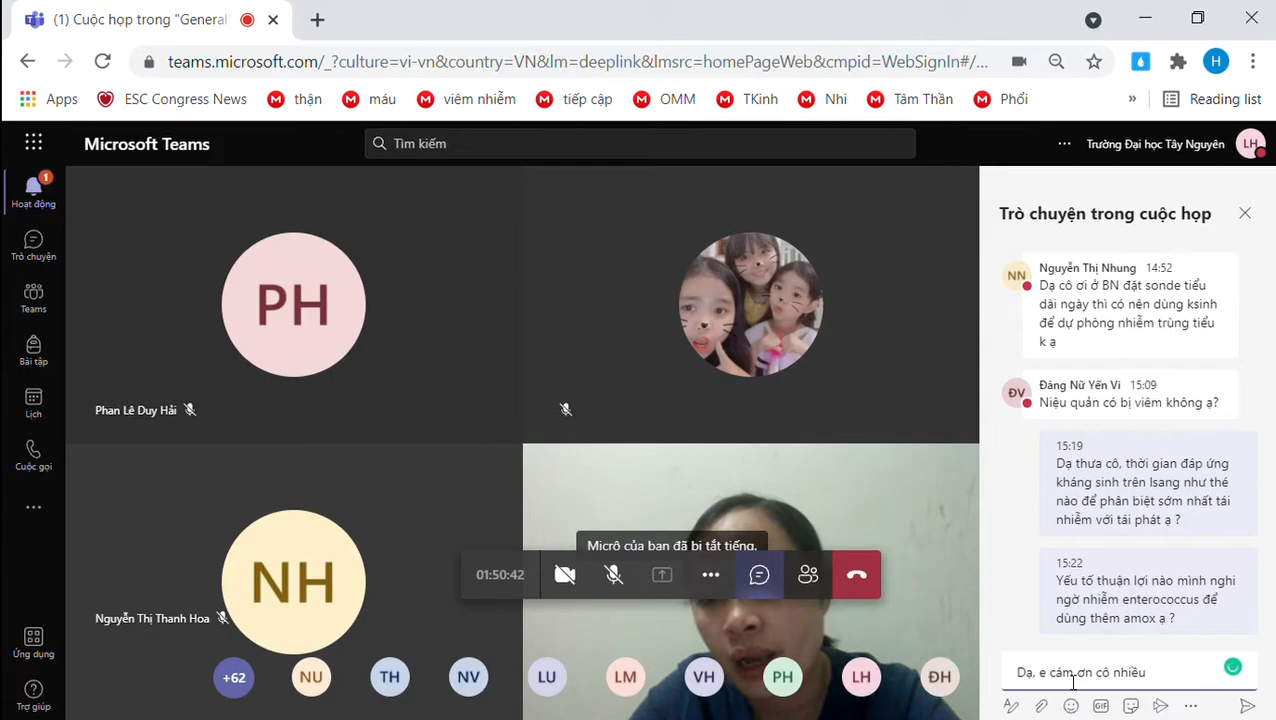 (1) Cuộc họp trong "General"
teams.microsoft.com/_?culture=vi-vn&country=VN&lm=deeplink&lmsrc=homePageWeb&cmpid=WebSignIn#/...
H
Apps
ESC Congress News
thận
máu
viêm nhiễm
tiếp cận
OMM
TKinh
Nhi
Tâm Thần
Phổi
»
Reading list
Microsoft Teams
Tìm kiếm
Trường Đại học Tây Nguyên
LH
1
Hoạt động
Trò chuyện
Teams
Bài tập
Lịch
Cuộc gọi
Ứng dụng
Trợ giúp
PH
Phan Lê Duy Hải
NH
Nguyễn Thị Thanh Hoa
Micrô của bạn đã bị tắt tiếng.
01:50:42
+62
NU
TH
NV
LU
LM
VH
PH
LH
ĐH
Trò chuyện trong cuộc họp
NN
Nguyễn Thị Nhung 14:52
Dạ cô ơi ở BN đặt sonde tiểu
dài ngày thì có nên dùng ksinh
để dự phòng nhiễm trùng tiểu
k ạ
ĐV
Đàng Nữ Yến Vi 15:09
Niệu quản có bị viêm không ạ?
15:19
Dạ thưa cô, thời gian đáp ứng
kháng sinh trên lsang như thé
nào để phân biệt sớm nhất tái
nhiễm với tái phát ạ ?
15:22
Yếu tố thuận lợi nào mình nghi
ngờ nhiễm enterococcus để
dùng thêm amox ạ ?
Dạ, e cám ơn cô nhiều
GIF